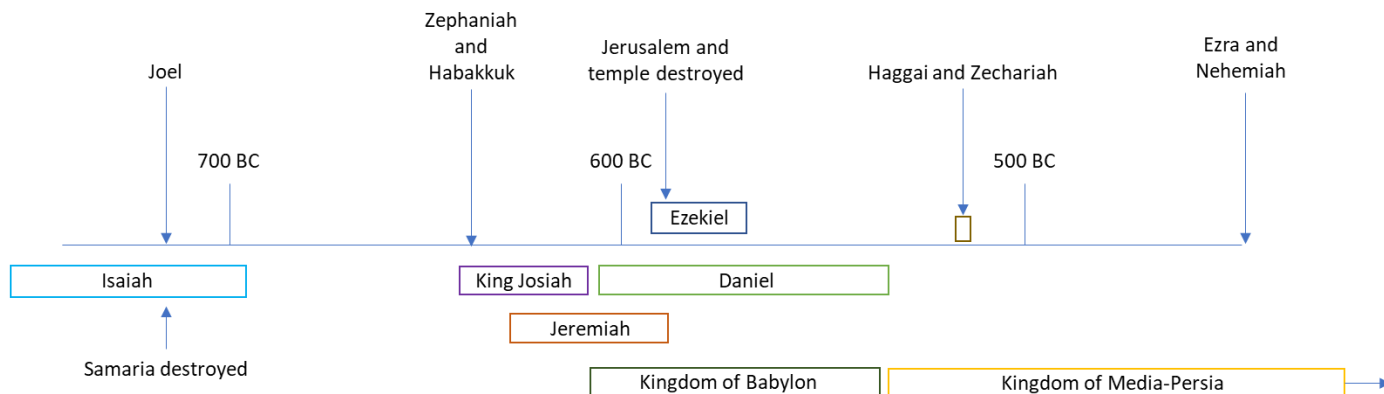 Zephaniah
and
Habakkuk
Jerusalem and
temple destroyed
Ezra and
Nehemiah
Joel
Haggai and Zechariah
700 BC
600 BC
500 BC
Ezekiel
Isaiah
King Josiah
Daniel
Jeremiah
Samaria destroyed
Kingdom of Babylon
Kingdom of Media-Persia